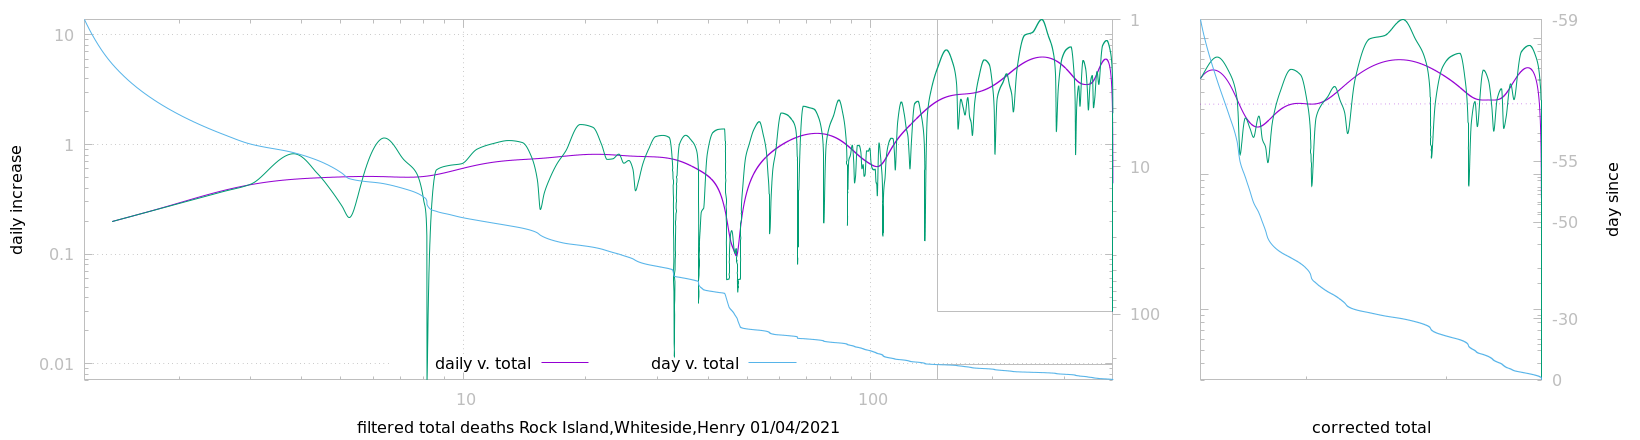 10
1
0.1
0.01
daily increase
10
100
1
10
100
daily v. total
day v. total
filtered total deaths Rock Island,Whiteside,Henry 01/04/2021
-59
-55
-50
-30
0
day since
corrected total